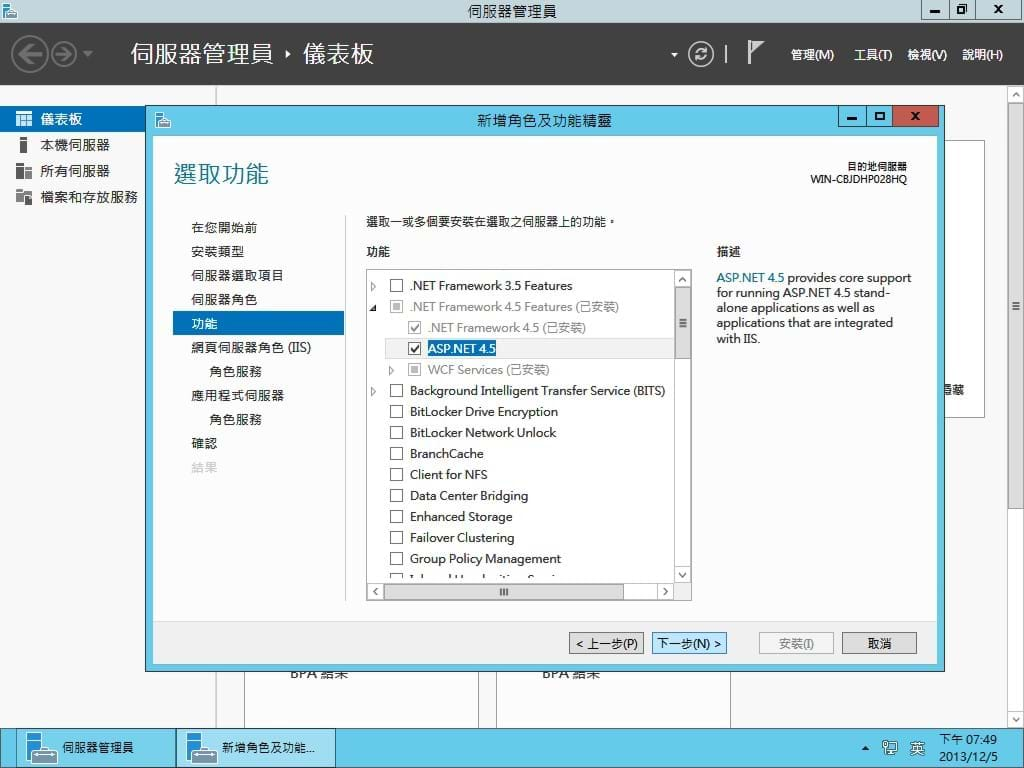 伺服器管理員
伺服器管理員 ‣ 儀表板
管理(M) 工具(T) 檢視(V) 說明(H)
儀表板
本機伺服器
所有伺服器
檔案和存放服務
新增角色及功能精靈
選取功能
目的地伺服器
WIN-CBJDHP028HQ
在您開始前
安裝類型
伺服器選取項目
伺服器角色
功能
網頁伺服器角色 (IIS)
角色服務
應用程式伺服器
角色服務
確認
結果
選取一或多個要安裝在選取之伺服器上的功能。
功能
.NET Framework 3.5 Features
.NET Framework 4.5 Features (已安裝)
.NET Framework 4.5 (已安裝)
ASP.NET 4.5
WCF Services (已安裝)
Background Intelligent Transfer Service (BITS)
BitLocker Drive Encryption
BitLocker Network Unlock
BranchCache
Client for NFS
Data Center Bridging
Enhanced Storage
Failover Clustering
Group Policy Management
描述
ASP.NET 4.5 provides core support
for running ASP.NET 4.5 stand-
alone applications as well as
applications that are integrated
with IIS.
藏
< 上一步(P) 下一步(N) > 安裝(I) 取消
BPA 結果 BPA 結果
伺服器管理員
新增角色及功能...
英
下午 07:49
2013/12/5